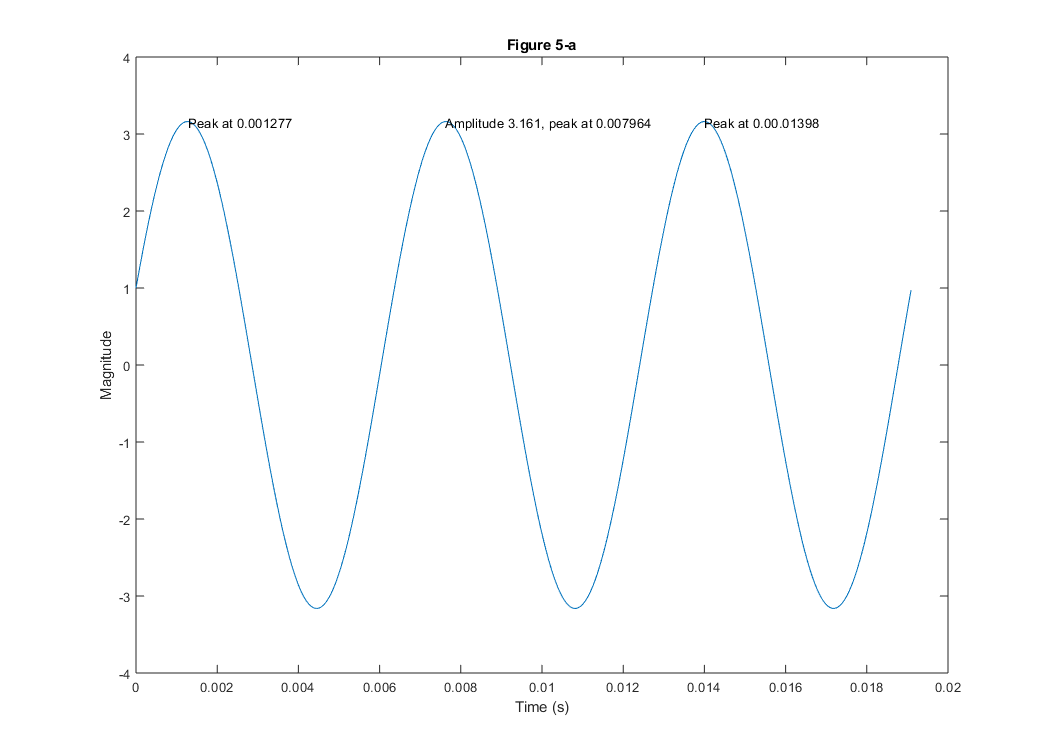 Figure 5-a
4
3
2
1
0
-1
-2
-3
-4
Magnitude
Peak at 0.001277
Amplitude 3.161, peak at 0.007964
Peak at 0.00.01398
0 0.002 0.004 0.006 0.008 0.01 0.012 0.014 0.016 0.018 0.02
Time (s)